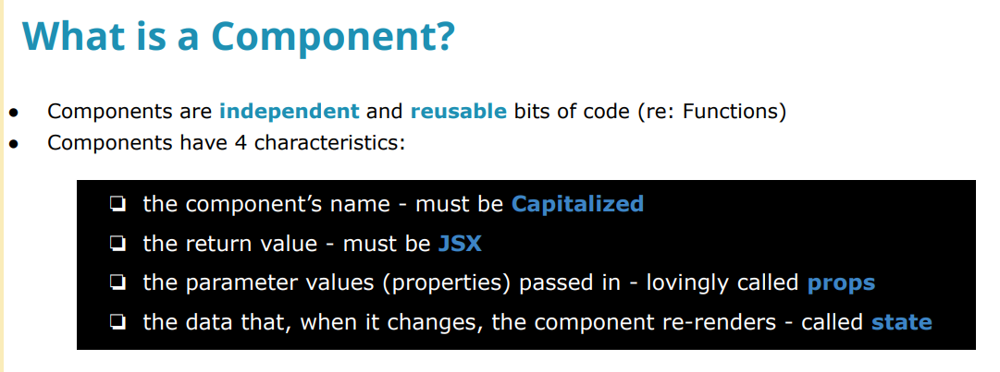 What is a Component?
● Components are independent and reusable bits of code (re: Functions)
● Components have 4 characteristics:
❏ the component’s name - must be Capitalized
❏ the return value - must be JSX
❏ the parameter values (properties) passed in - lovingly called props
❏ the data that, when it changes, the component re-renders - called state